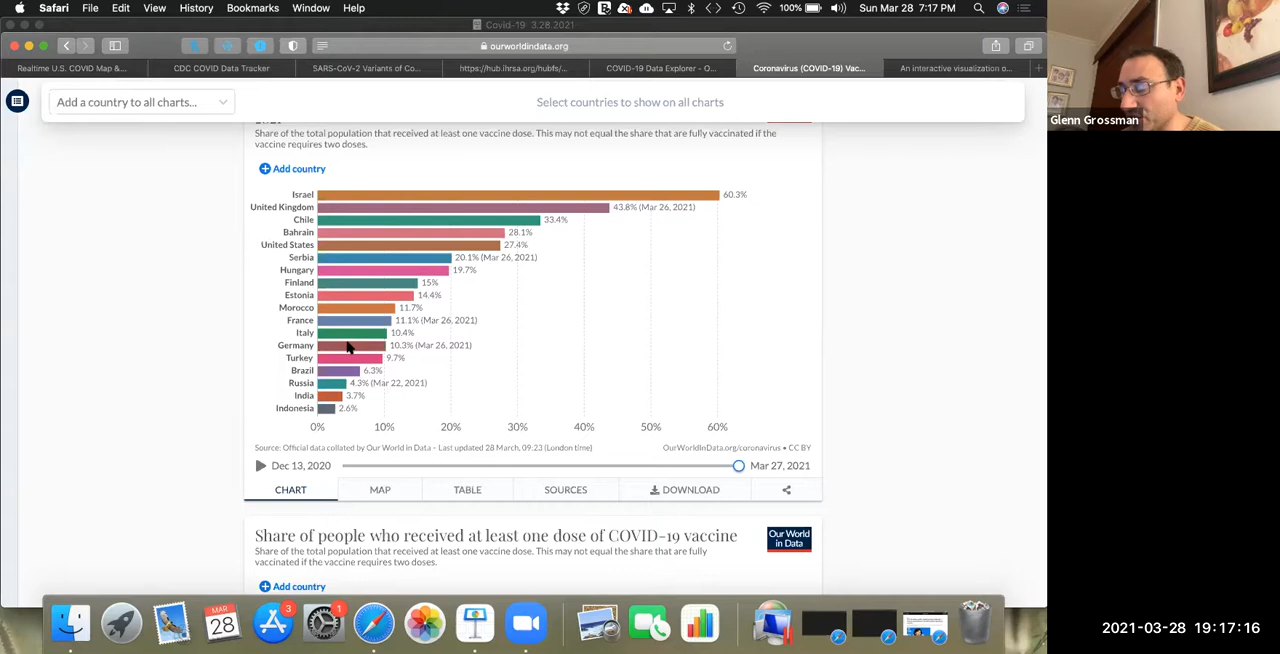 Safari File Edit View History Bookmarks Window Help
100% Sun Mar 28 7:17 PM
Covid-19 3.28.2021
ourworldindata.org
Realtime U.S. COVID Map &...
CDC COVID Data Tracker
SARS-CoV-2 Variants of Co...
https://hub.ihrsa.org/hubfs/...
COVID-19 Data Explorer - O...
Coronavirus (COVID-19) Vac...
An interactive visualization o...
Add a country to all charts...
Select countries to show on all charts
Glenn Grossman
Share of the total population that received at least one vaccine dose. This may not equal the share that are fully vaccinated if the
vaccine requires two doses.
Add country
Israel 60.3%
United Kingdom 43.8% (Mar 26, 2021)
Chile 33.4%
Bahrain 28.1%
United States 27.4%
Serbia 20.1% (Mar 26, 2021)
Hungary 19.7%
Finland 15%
Estonia 14.4%
Morocco 11.7%
France 11.1% (Mar 26, 2021)
Italy 10.4%
Germany 10.3% (Mar 26, 2021)
Turkey 9.7%
Brazil 6.3%
Russia 4.3% (Mar 22, 2021)
India 3.7%
Indonesia 2.6%
0% 10% 20% 30% 40% 50% 60%
Source: Official data collated by Our World in Data – Last updated 28 March, 09:23 (London time)
OurWorldInData.org/coronavirus • CC BY
Dec 13, 2020
Mar 27, 2021
CHART MAP TABLE SOURCES DOWNLOAD
Share of people who received at least one dose of COVID-19 vaccine
Our World
in Data
Share of the total population that received at least one vaccine dose. This may not equal the share that are fully
vaccinated if the vaccine requires two doses.
Add country
MAR
28
3
1
2021-03-28 19:17:16